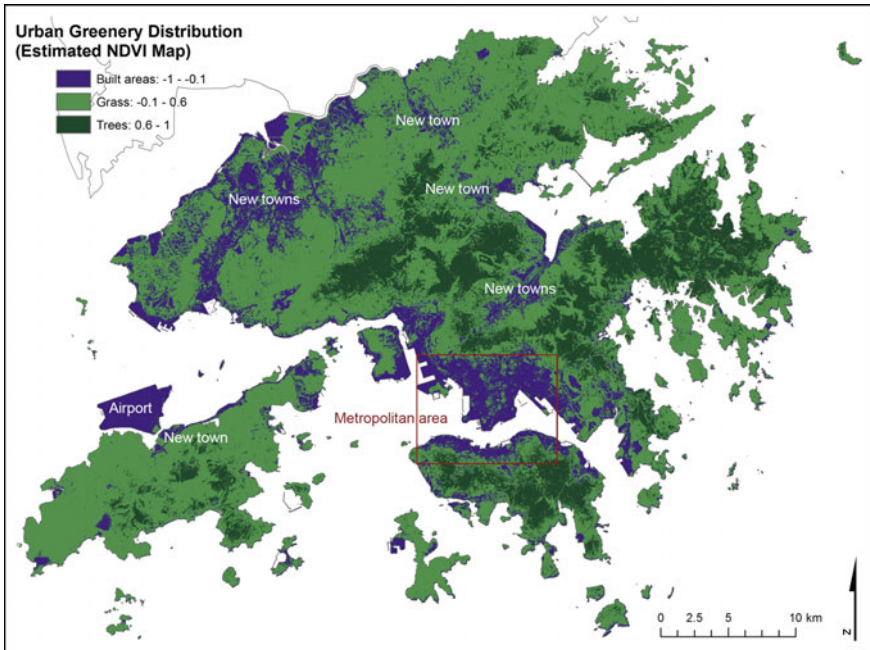 Urban Greenery Distribution
(Estimated NDVI Map)
Built areas: -1 - -0.1
Grass: -0.1 - 0.6
Trees: 0.6 - 1
New town
New town
New towns
New towns
Airport
Metropolitan area
New town
0 2.5 5 10 km
N